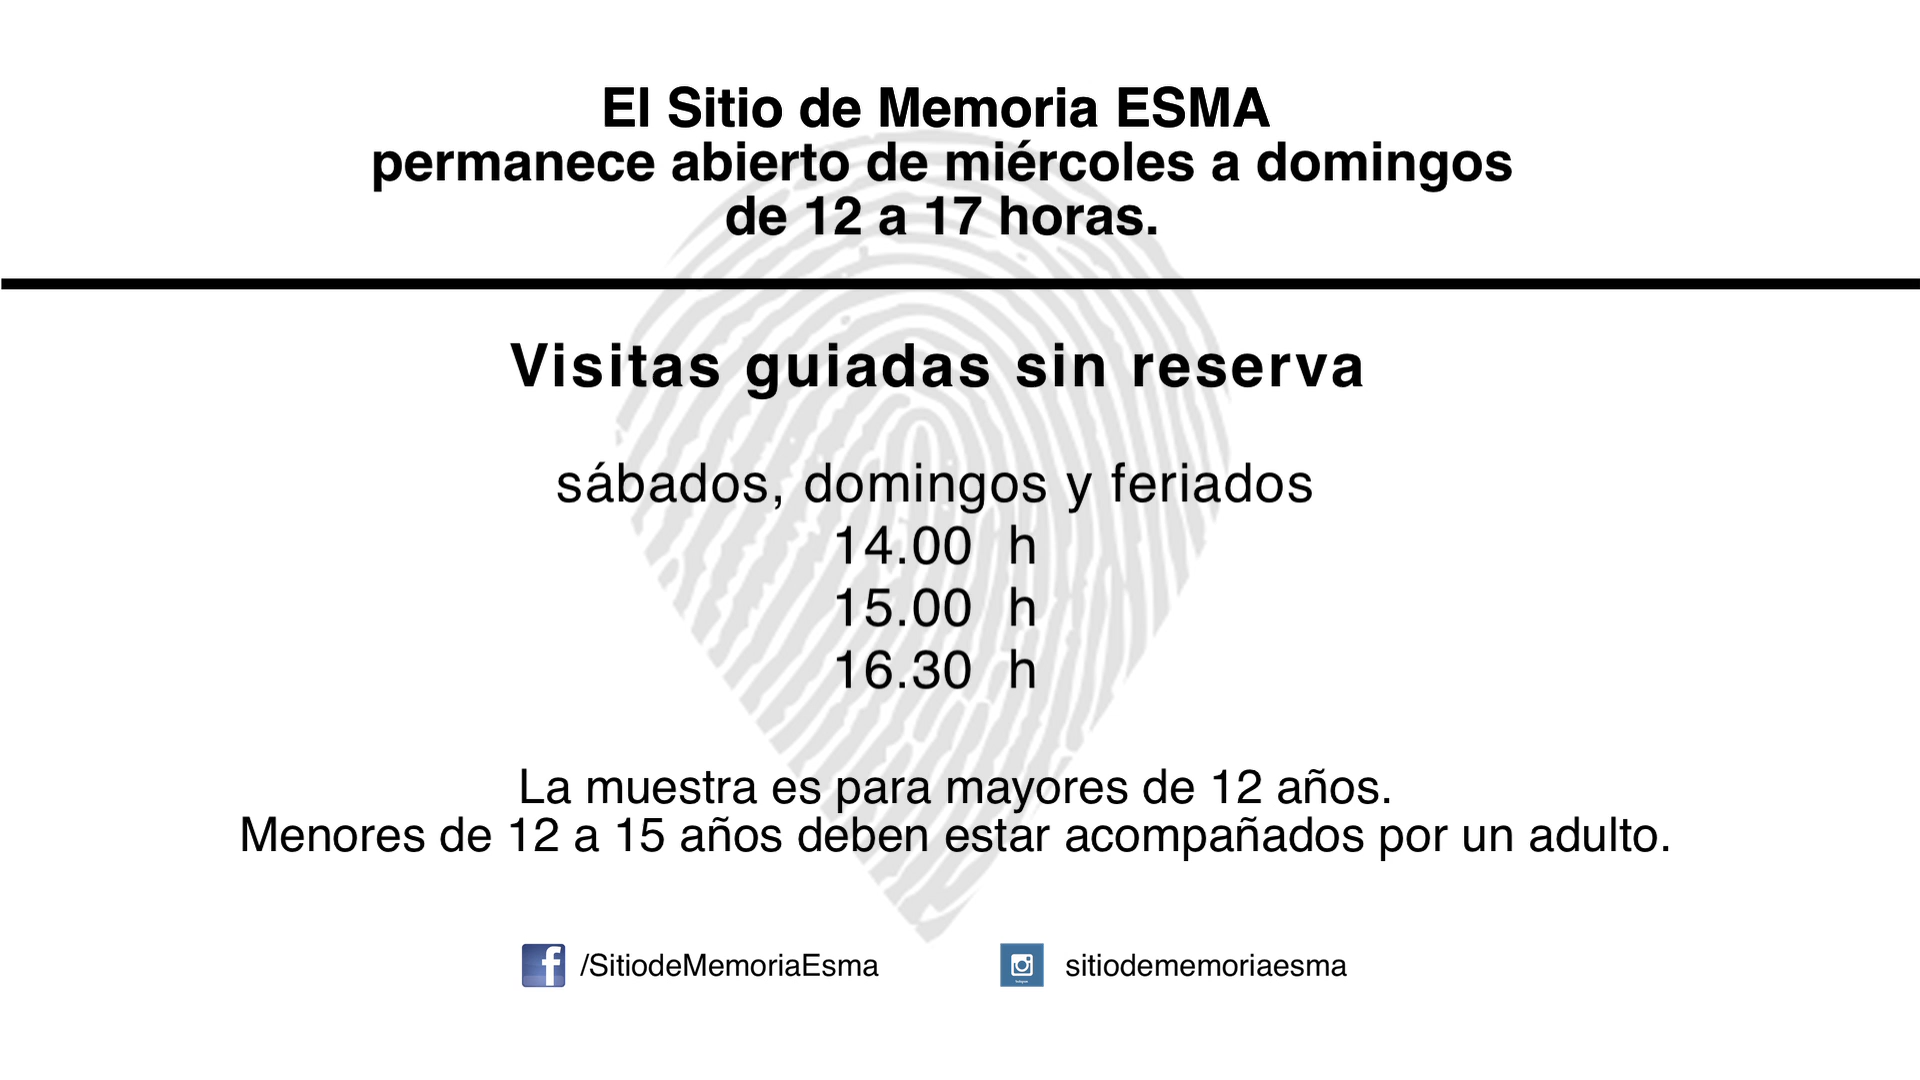 El Sitio de Memoria ESMA
permanece abierto de miércoles a domingos
de 12 a 17 horas.
Visitas guiadas sin reserva
sábados, domingos y feriados
14.00 h
15.00 h
16.30 h
La muestra es para mayores de 12 años.
Menores de 12 a 15 años deben estar acompañados por un adulto.
/SitiodeMemoriaEsma
sitiodememoriaesma